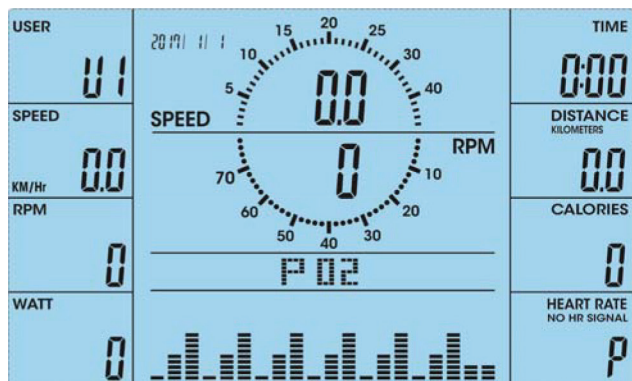 USER
U1
SPEED
KM/Hr 0.0
RPM
0
WATT
0
2017/ 1/ 1
5 10 15 20 25 30 40
0.0
SPEED
RPM
0
70 60 50 40 30 20 10
P 02
TIME
0:00
DISTANCE
KILOMETERS
0.0
CALORIES
0
HEART RATE
NO HR SIGNAL
P